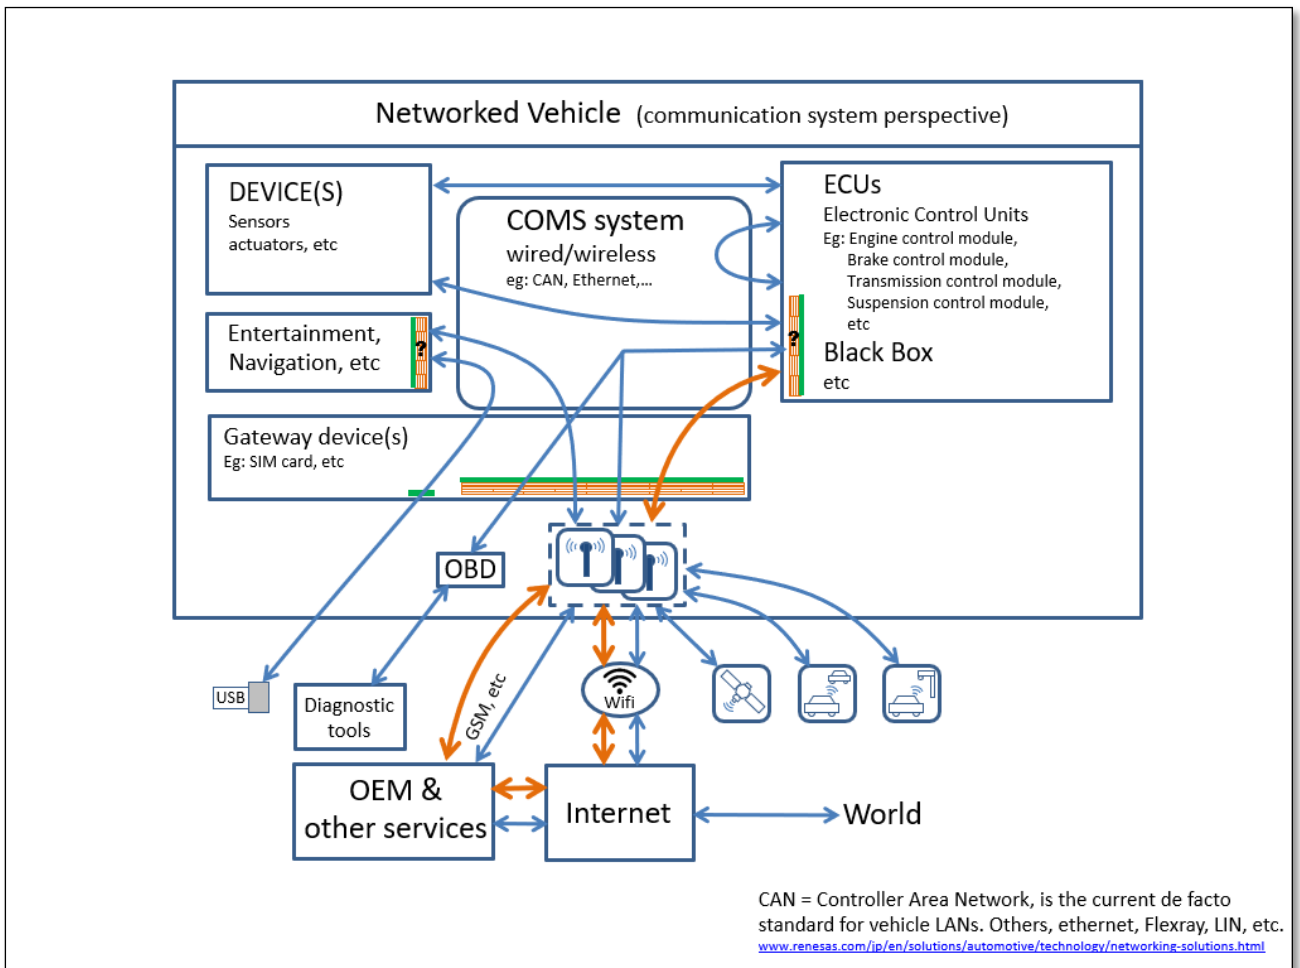 Networked Vehicle (communication system perspective)
DEVICE(S)
Sensors
actuators, etc
COMS system
wired/wireless
eg: CAN, Ethernet,...
ECUs
Electronic Control Units
Eg: Engine control module,
Brake control module,
Transmission control module,
Suspension control module,
etc
Black Box
etc
?
Entertainment,
Navigation, etc
?
Gateway device(s)
Eg: SIM card, etc
OBD
USB
Diagnostic
tools
GSM, etc
Wifi
OEM &
other services
Internet
World
CAN = Controller Area Network, is the current de facto
standard for vehicle LANs. Others, ethernet, Flexray, LIN, etc.
www.renesas.com/jp/en/solutions/automotive/technology/networking-solutions.html